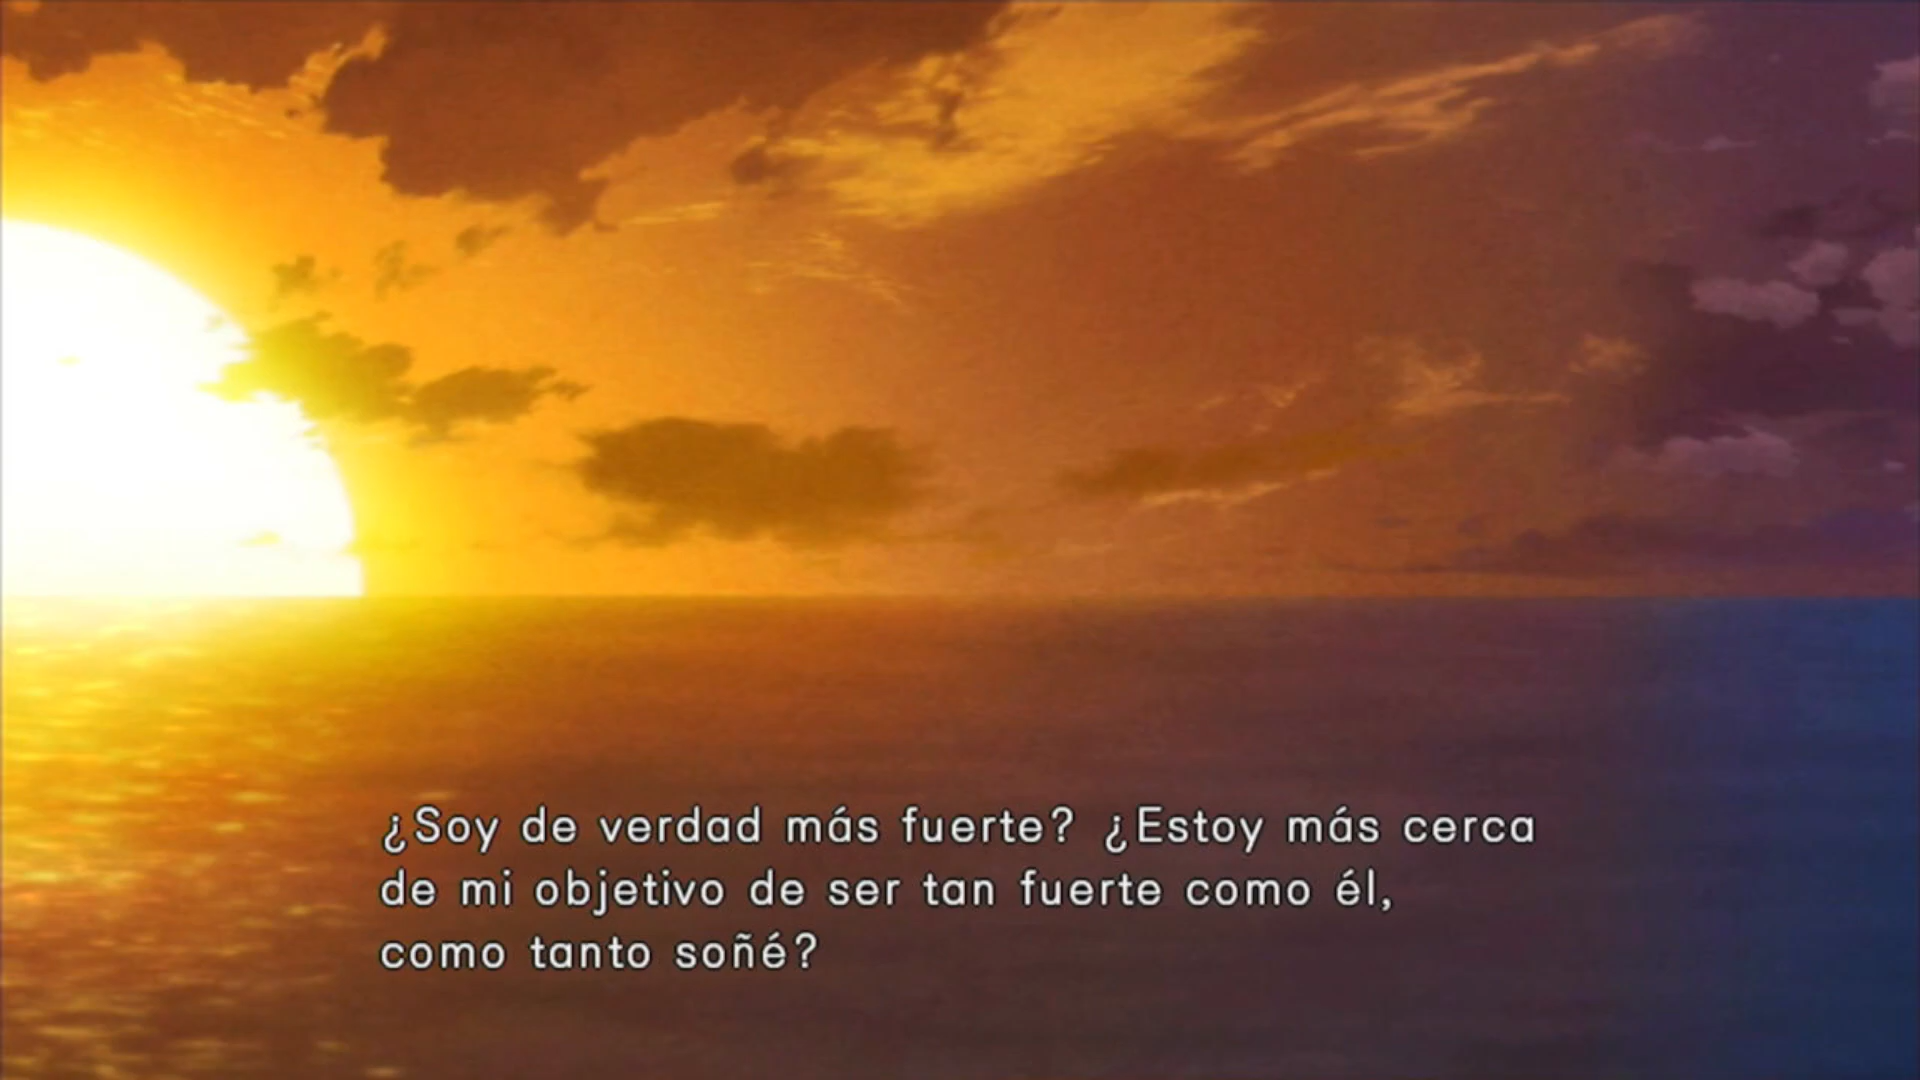 ¿Soy de verdad más fuerte? ¿Estoy más cerca
de mi objetivo de ser tan fuerte como él,
como tanto soñé?